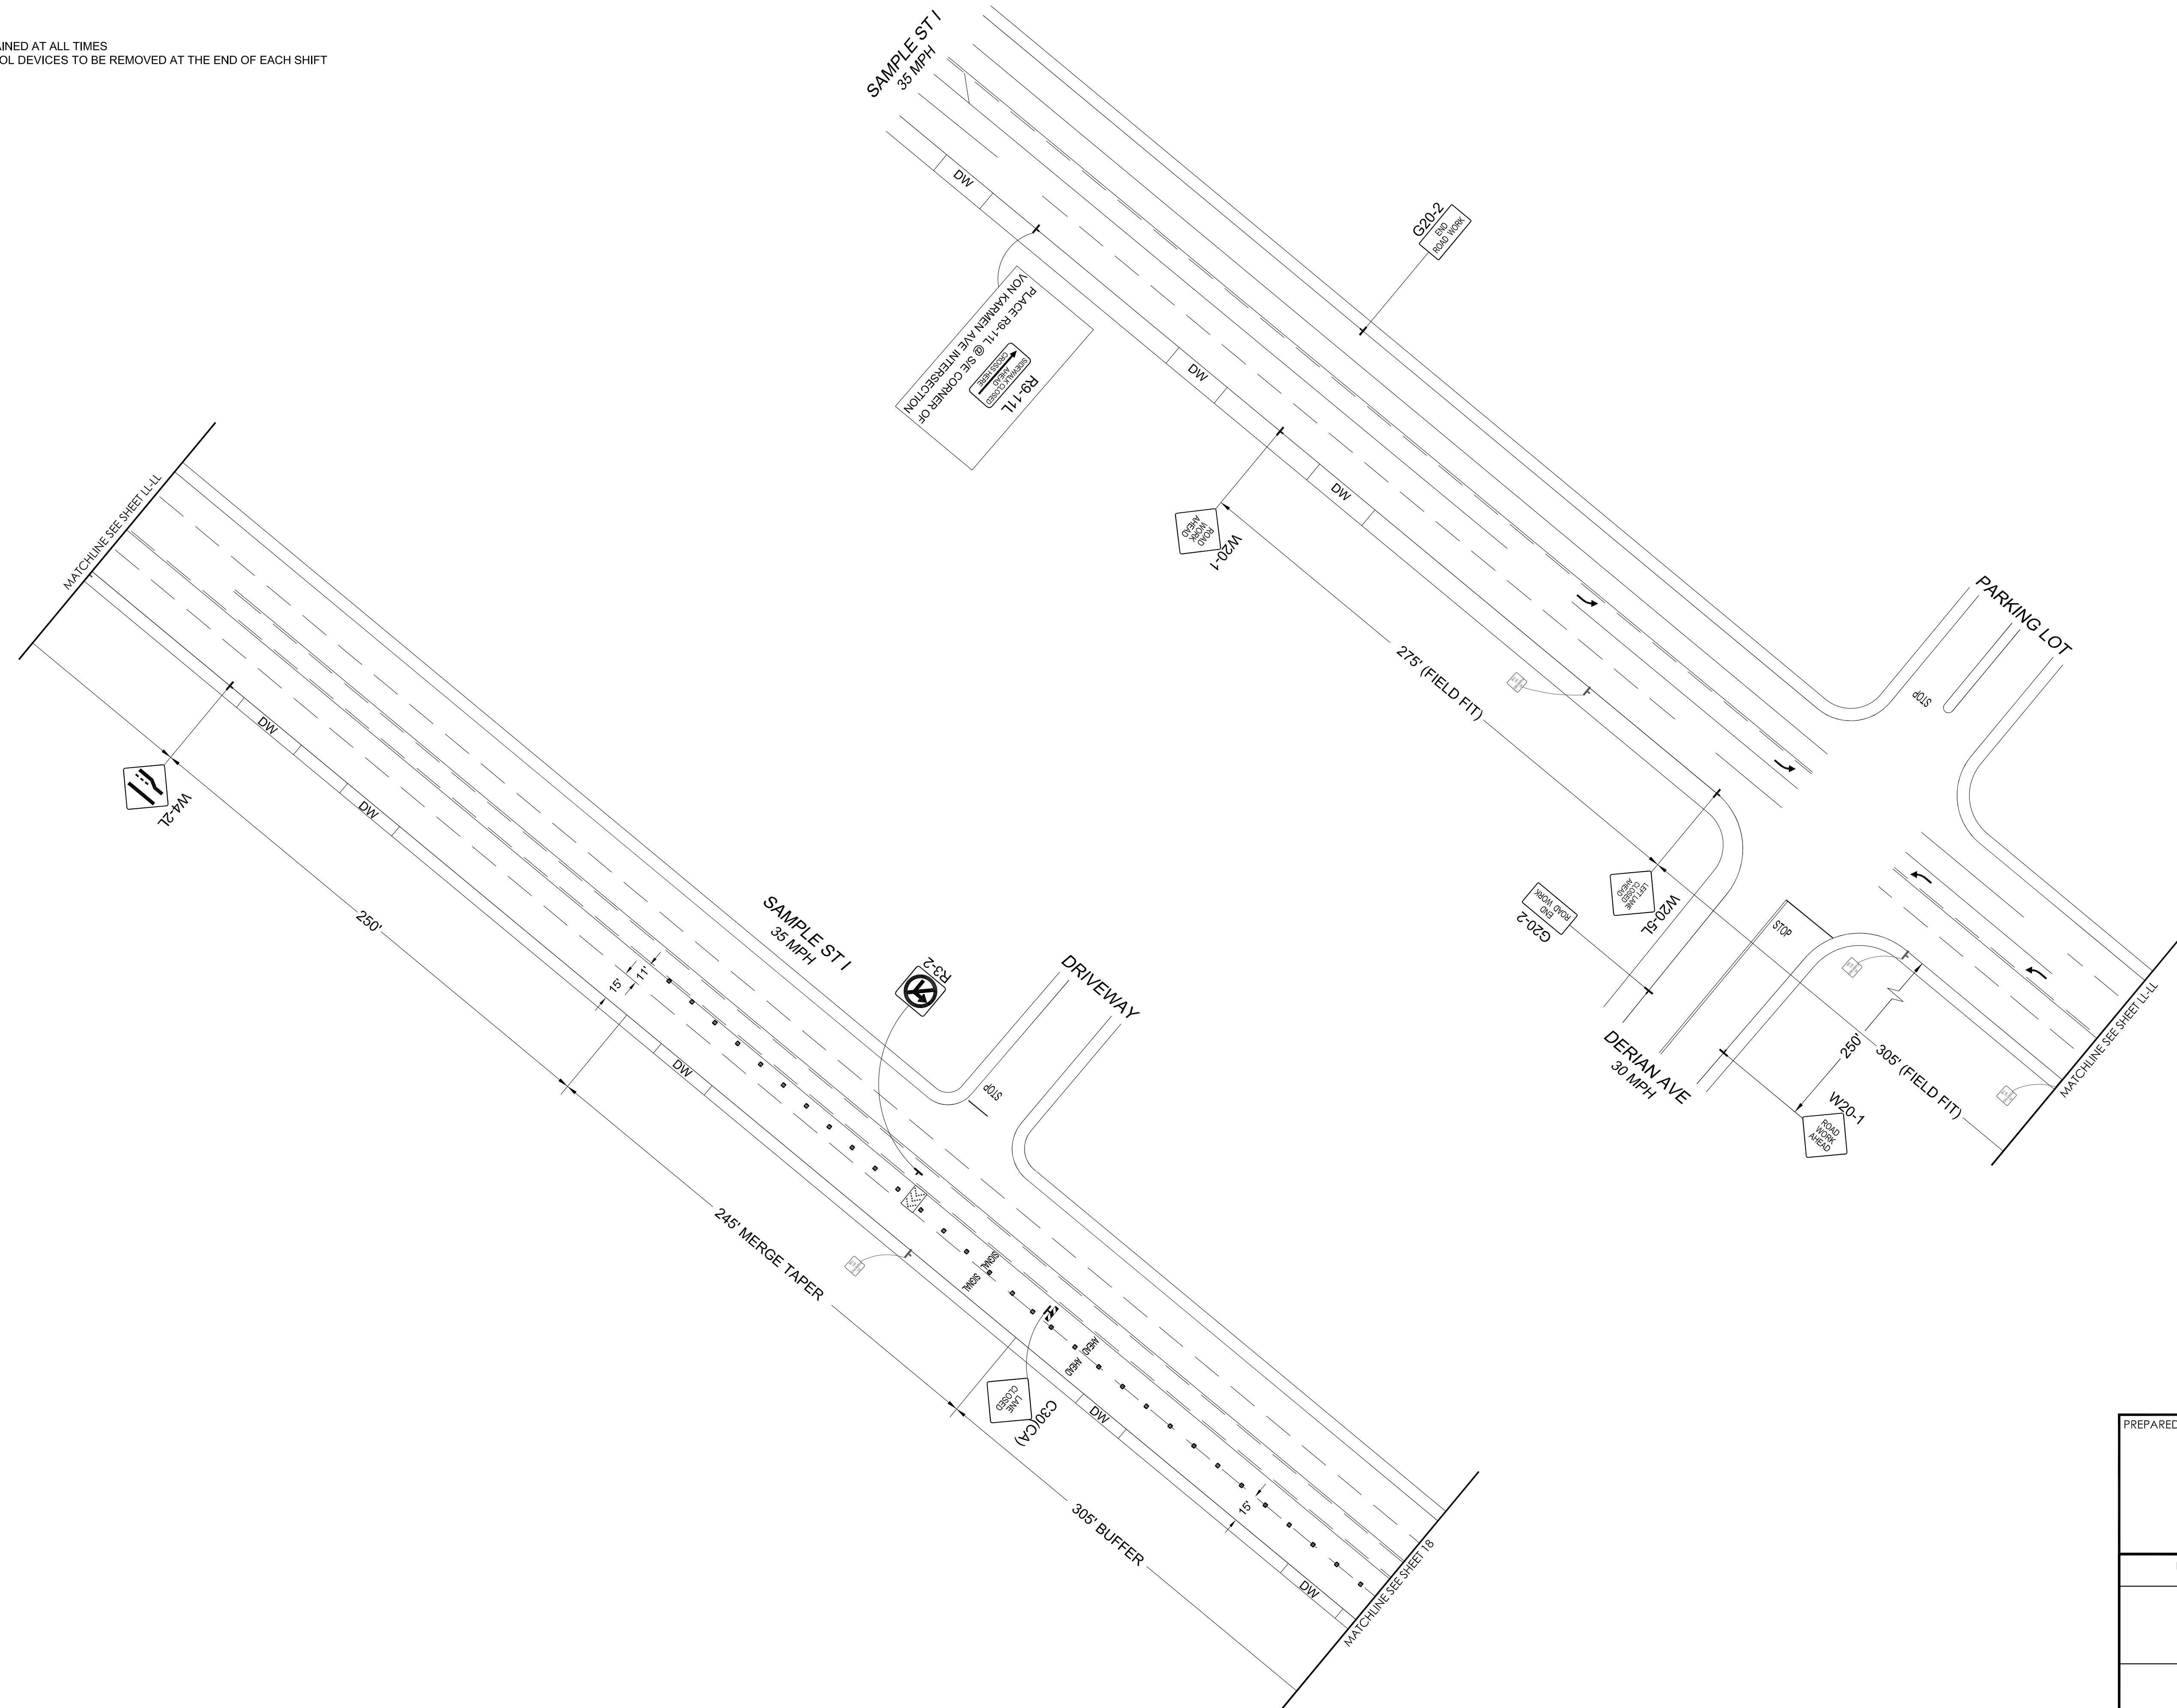 AINED AT ALL TIMES
OL DEVICES TO BE REMOVED AT THE END OF EACH SHIFT
SAMPLE ST I
35 MPH
DW
G20-2
END
ROAD WORK
PLACE R9-11L @ S/E CORNER OF
VON KARMEN AVE INTERSECTION
SIDEWALK CLOSED
AHEAD
CROSS HERE
R9-11L
DW
DW
ROAD
WORK
AHEAD
W20-1
275' (FIELD FIT)
PARKING LOT
STOP
LEFT LANE
CLOSED
AHEAD
W20-5L
END
ROAD WORK
G20-2
STOP
DERIAN AVE
30 MPH
250'
305' (FIELD FIT)
W20-1
ROAD
WORK
AHEAD
MATCHLINE SEE SHEET LL-LL
MATCHLINE SEE SHEET LL-LL
W4-2L
DW
DW
250'
SAMPLE ST I
35 MPH
15'
11'
R3-2
DRIVEWAY
STOP
DW
245' MERGE TAPER
SIGNAL
SIGNAL
AHEAD
AHEAD
LANE
CLOSED
C30(CA)
DW
305' BUFFER
15'
DW
MATCHLINE SEE SHEET 18
PREPARED